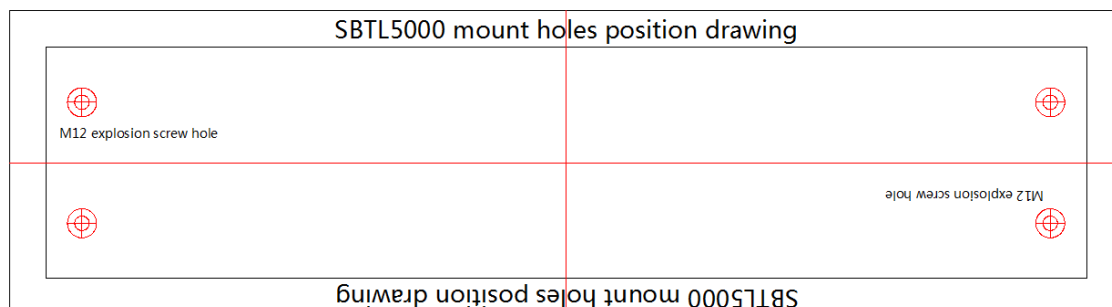 SBTL5000 mount holes position drawing
M12 explosion screw hole
M12 explosion screw hole
SBTL5000 mount holes position drawing